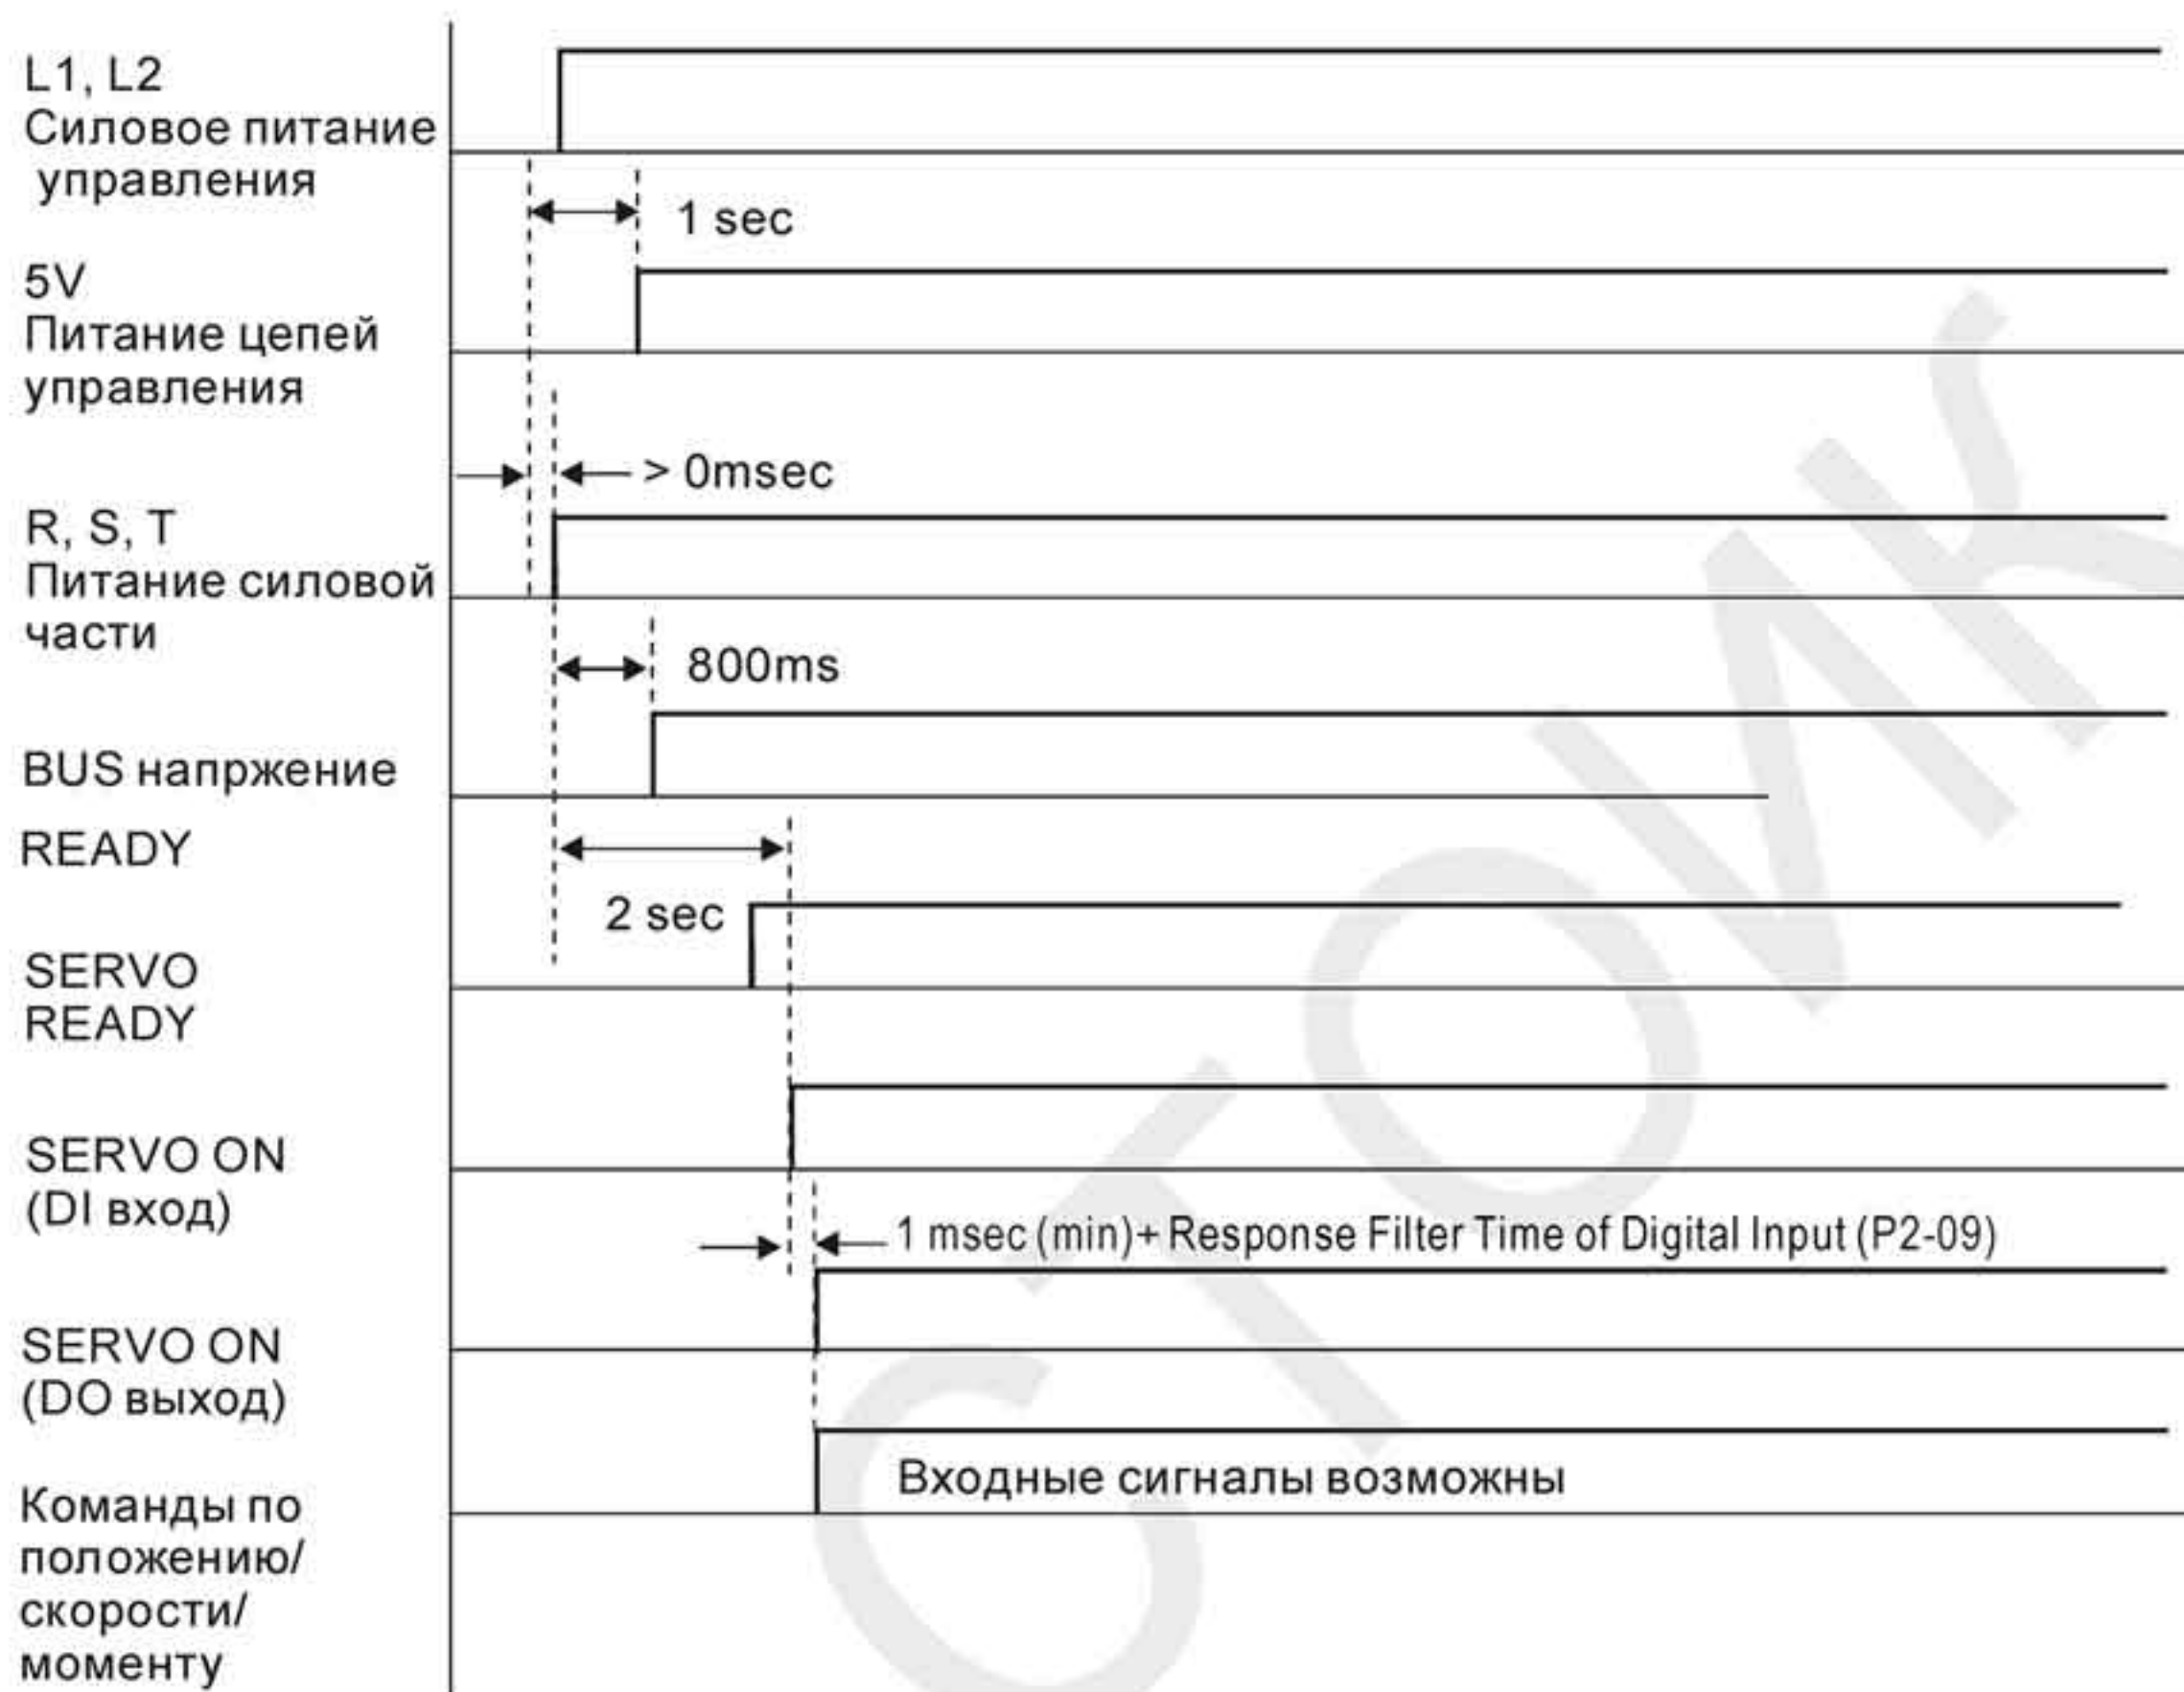 L1, L2
Силовое питание
управления
1 sec
5V
Питание цепей
управления
> 0msec
R, S, T
Питание силовой
части
800ms
BUS напржение
READY
2 sec
SERVO
READY
SERVO ON
(DI вход)
1 msec (min)+ Response Filter Time of Digital Input (P2-09)
SERVO ON
(DO выход)
Входные сигналы возможны
Команды по
положению/
скорости/
моменту
СТОИК